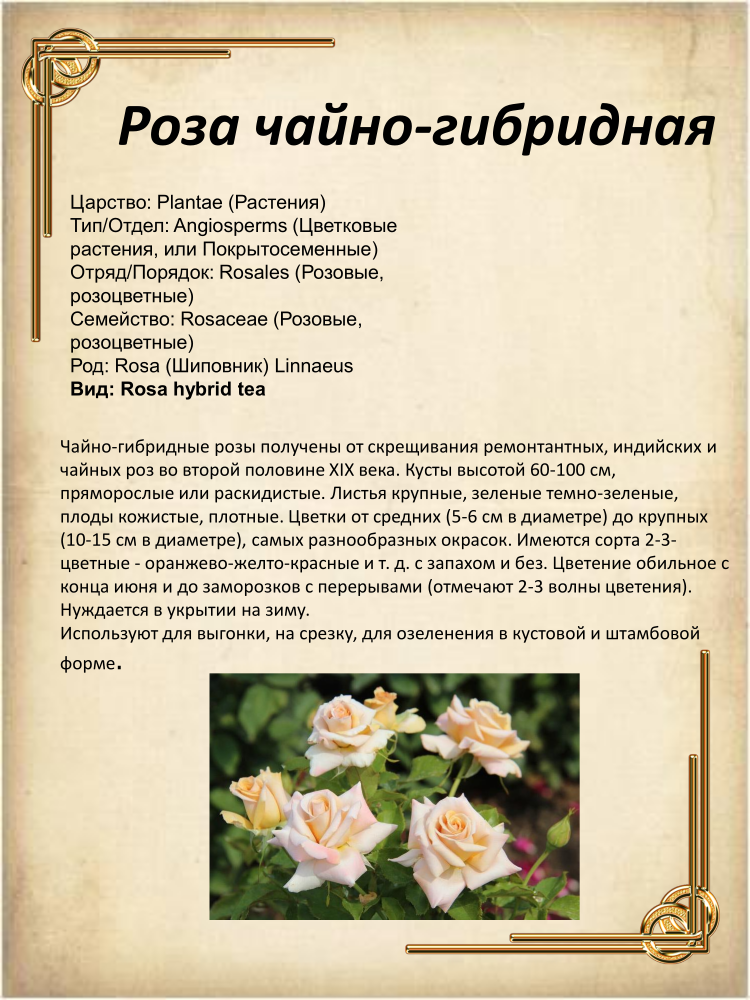 Роза чайно-гибридная
Царство: Plantae (Растения)
Тип/Отдел: Angiosperms (Цветковые
растения, или Покрытосеменные)
Отряд/Порядок: Rosales (Розовые,
розоцветные)
Семейство: Rosaceae (Розовые,
розоцветные)
Род: Rosa (Шиповник) Linnaeus
Вид: Rosa hybrid tea
Чайно-гибридные розы получены от скрещивания ремонтантных, индийских и
чайных роз во второй половине XIX века. Кусты высотой 60-100 см,
пряморослые или раскидистые. Листья крупные, зеленые темно-зеленые,
плоды кожистые, плотные. Цветки от средних (5-6 см в диаметре) до крупных
(10-15 см в диаметре), самых разнообразных окрасок. Имеются сорта 2-3-
цветные - оранжево-желто-красные и т. д. с запахом и без. Цветение обильное с
конца июня и до заморозков с перерывами (отмечают 2-3 волны цветения).
Нуждается в укрытии на зиму.
Используют для выгонки, на срезку, для озеленения в кустовой и штамбовой
форме.